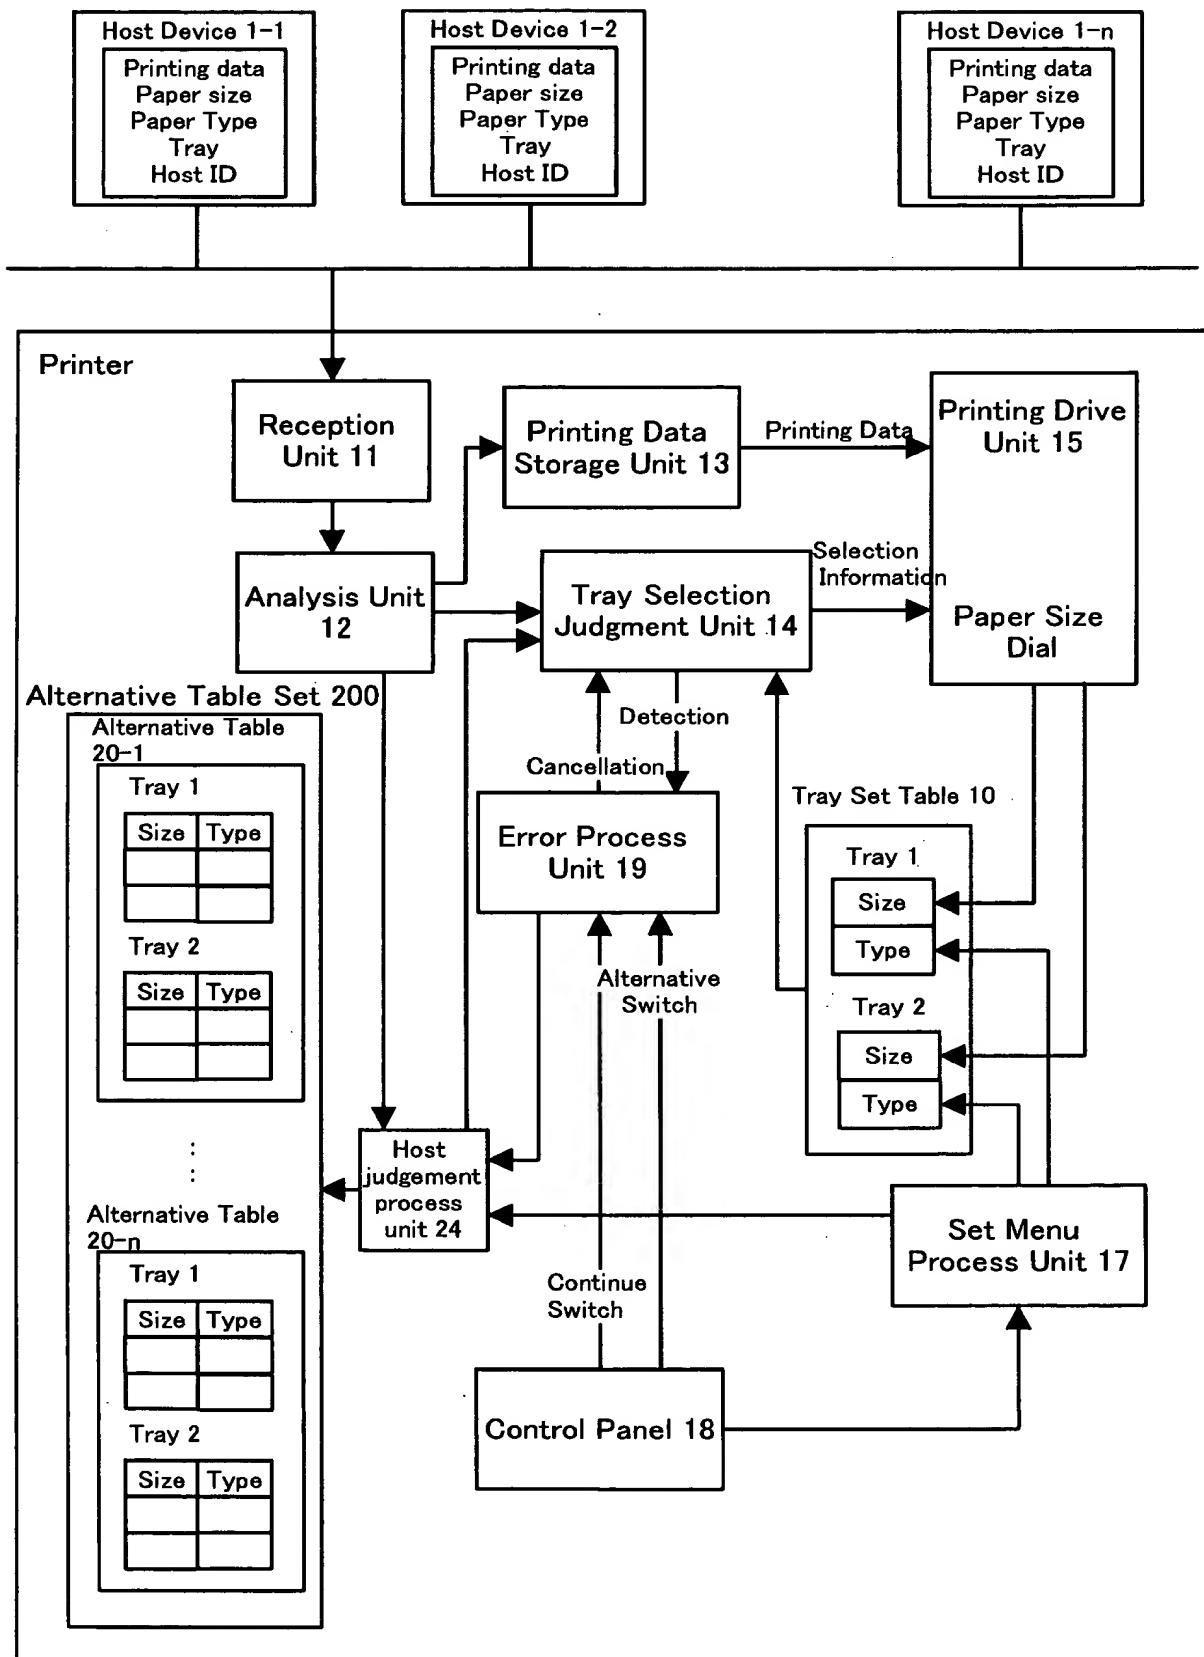 Host Device 1-1
Printing data
Paper size
Paper Type
Tray
Host ID
Host Device 1-2
Printing data
Paper size
Paper Type
Tray
Host ID
Host Device 1-n
Printing data
Paper size
Paper Type
Tray
Host ID
Printer
Reception
Unit 11
Printing Data
Storage Unit 13
Printing Data
Printing Drive
Unit 15
Paper Size
Dial
Analysis Unit
12
Tray Selection
Judgment Unit 14
Selection
Information
Alternative Table Set 200
Alternative Table
20-1
Tray 1
Size
Type
Tray 2
Size
Type
Cancellation
Detection
Error Process
Unit 19
Tray Set Table 10
Tray 1
Size
Type
Tray 2
Size
Type
Alternative
Switch
Host
judgement
process
unit 24
Alternative Table
20-n
Tray 1
Size
Type
Tray 2
Size
Type
Set Menu
Process Unit 17
Continue
Switch
Control Panel 18